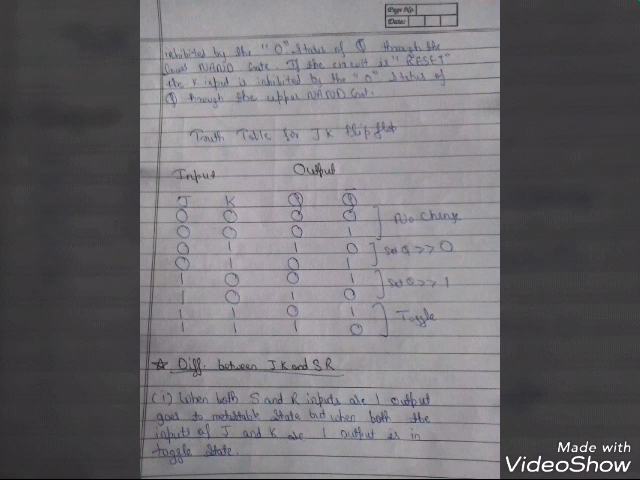 Page No
Date:
inhibited by the "0" status of Q through the
lower NAND Gate. If the circuit is "RESET"
the K input is inhibited by the "0" status of
Q through the upper NAND Gat.
Truth Table for JK flip flot
Input Output
J K Q Q̅
0 0 0 0
0 0 0 1
0 1 1 0
0 1 0 1
1 0 0 1
1 0 1 0
1 1 0 1
1 1 1 0
No Change
set Q >> 0
set Q >> 1
Toggle
☆ Diff. between JK and SR
(i) When both S and R inputs are 1 output
goes to metastable state but when both the
inputs of J and K are 1 output is in
toggle state.
Made with
VideoShow